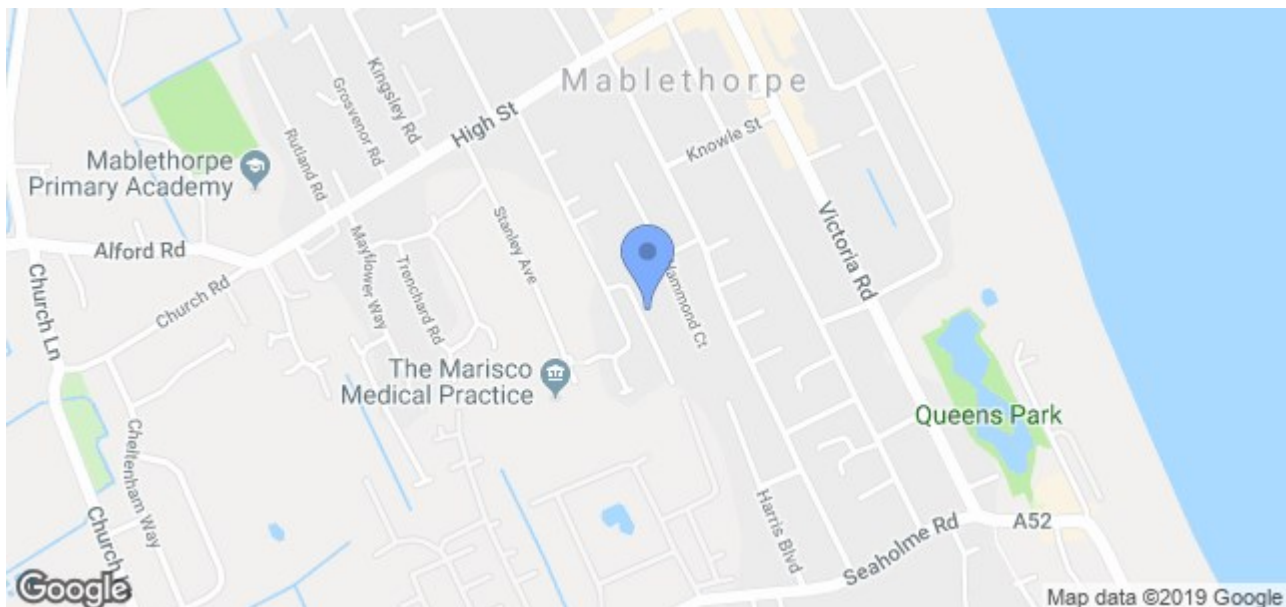 Mablethorpe
High St
Kingsley Rd
Grosvenor Rd
Rutland Rd
Knowle St
Mablethorpe
Primary Academy
Alford Rd
Church Rd
Church Ln
Mayflower Way
Trenchard Rd
Stanley Ave
Hammond Ct
Victoria Rd
The Marisco
Medical Practice
Queens Park
Cheltenham Way
Church Ln
Harris Blvd
Seaholme Rd
A52
Google
Map data ©2019 Google